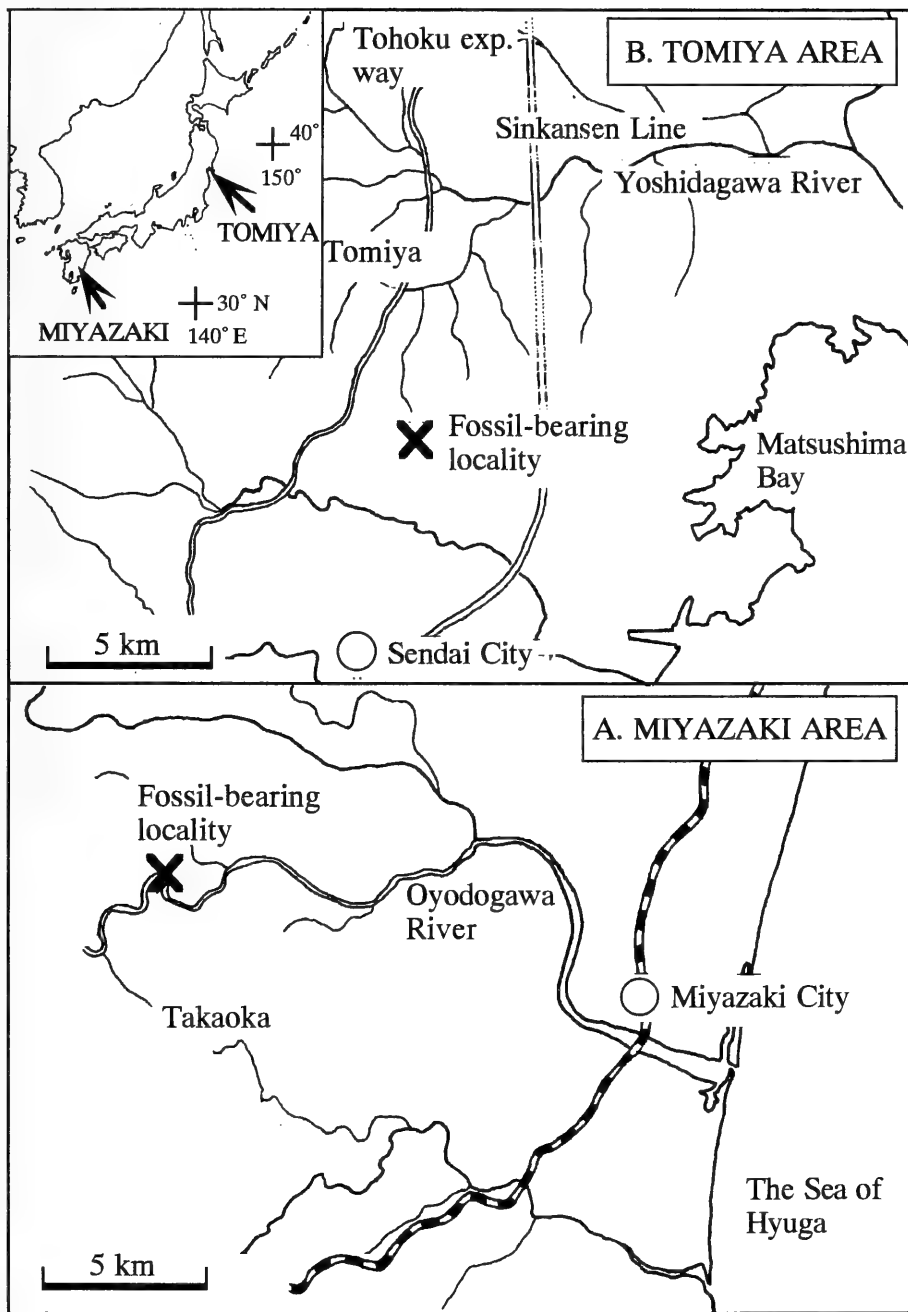 Tohoku exp.
way
B. TOMIYA AREA
Sinkansen Line
Yoshidagawa River
40°
150°
TOMIYA
MIYAZAKI
30° N
140° E
Tomiya
Fossil-bearing
locality
Matsushima
Bay
5 km
Sendai City
A. MIYAZAKI AREA
Fossil-bearing
locality
Oyodogawa
River
Miyazaki City
Takaoka
The Sea of
Hyuga
5 km